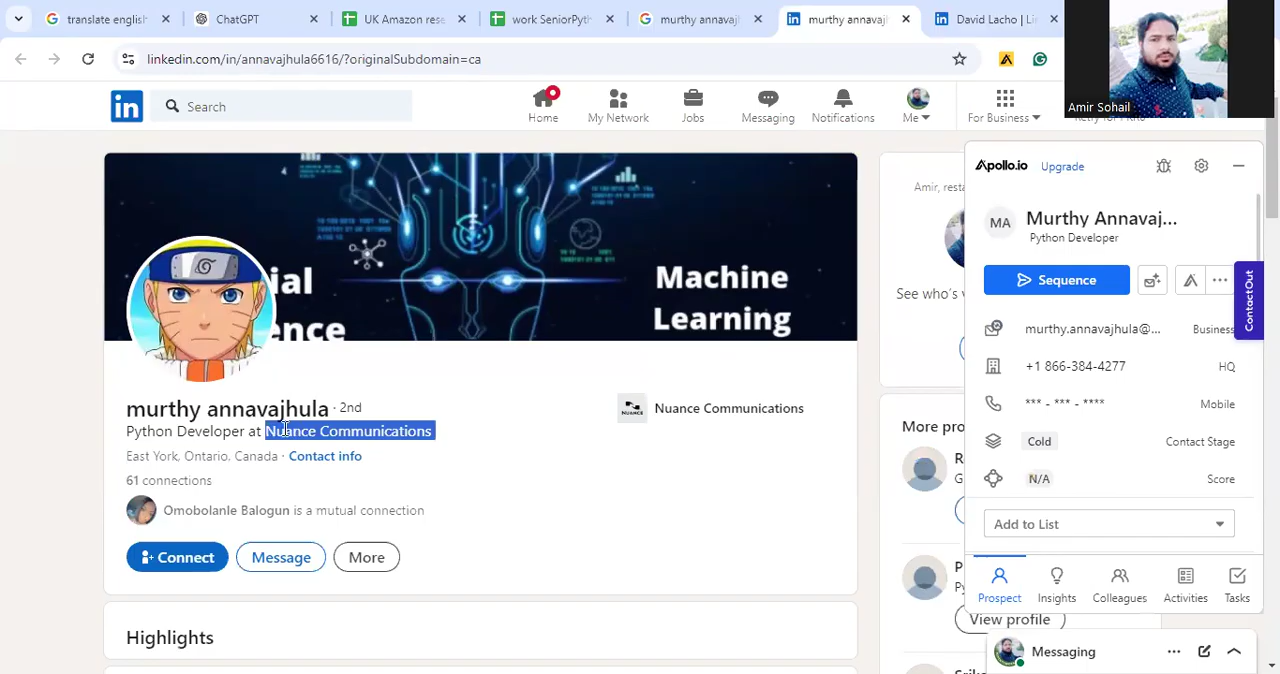 translate english
ChatGPT
UK Amazon rese
work SeniorPyth
murthy annavajh
murthy annavajh
David Lacho | Li
linkedin.com/in/annavajhula6616/?originalSubdomain=ca
Amir Sohail
Search
Home
My Network
Jobs
Messaging
Notifications
Me
For Business
Machine
Learning
murthy annavajhula · 2nd
Python Developer at Nuance Communications
East York, Ontario, Canada · Contact info
61 connections
Omobolanle Balogun is a mutual connection
Connect
Message
More
Nuance Communications
Highlights
Amir, resta
See who's v
More pro
View profile
Apollo.io
Upgrade
MA
Murthy Annavaj...
Python Developer
Sequence
ContactOut
murthy.annavajhula@... Business
+1 866-384-4277 HQ
*** - *** - **** Mobile
Cold Contact Stage
N/A Score
Add to List
Prospect
Insights
Colleagues
Activities
Tasks
Messaging